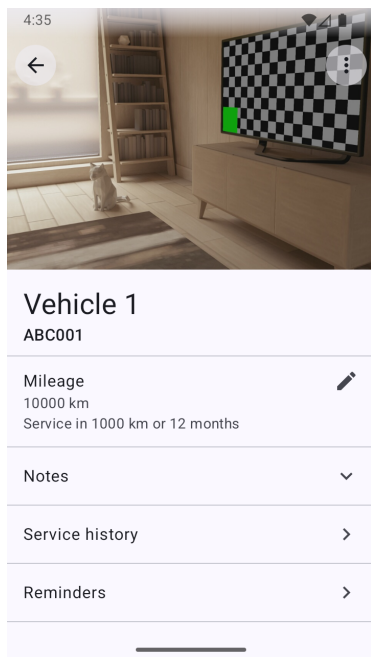 4:35
Vehicle 1
ABC001
Mileage
10000 km
Service in 1000 km or 12 months
Notes
Service history
Reminders